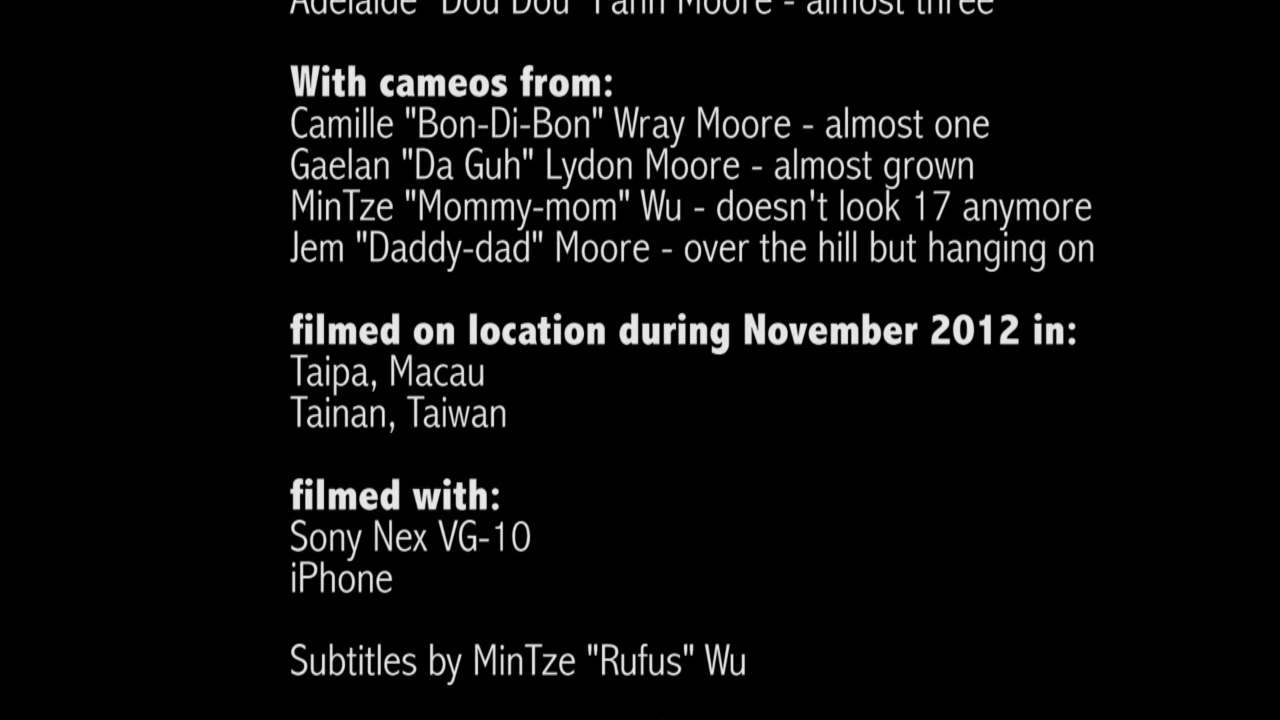 Adelaide "Dou Dou" Fann Moore - almost three
With cameos from:
Camille "Bon-Di-Bon" Wray Moore - almost one
Gaelan "Da Guh" Lydon Moore - almost grown
MinTze "Mommy-mom" Wu - doesn't look 17 anymore
Jem "Daddy-dad" Moore - over the hill but hanging on
filmed on location during November 2012 in:
Taipa, Macau
Tainan, Taiwan
filmed with:
Sony Nex VG-10
iPhone
Subtitles by MinTze "Rufus" Wu